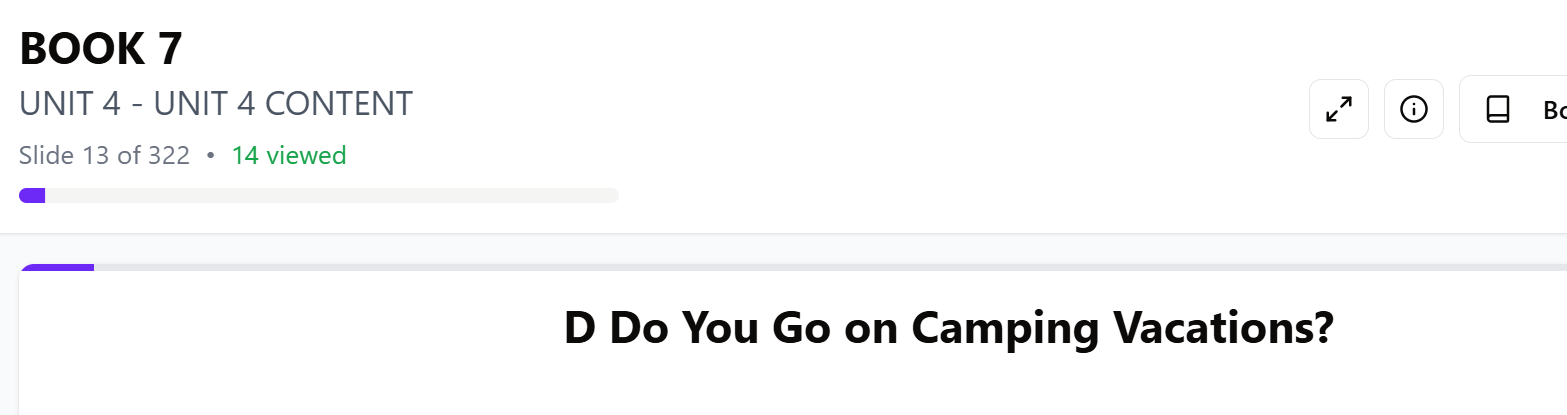 BOOK 7
UNIT 4 - UNIT 4 CONTENT
Slide 13 of 322 • 14 viewed
D Do You Go on Camping Vacations?